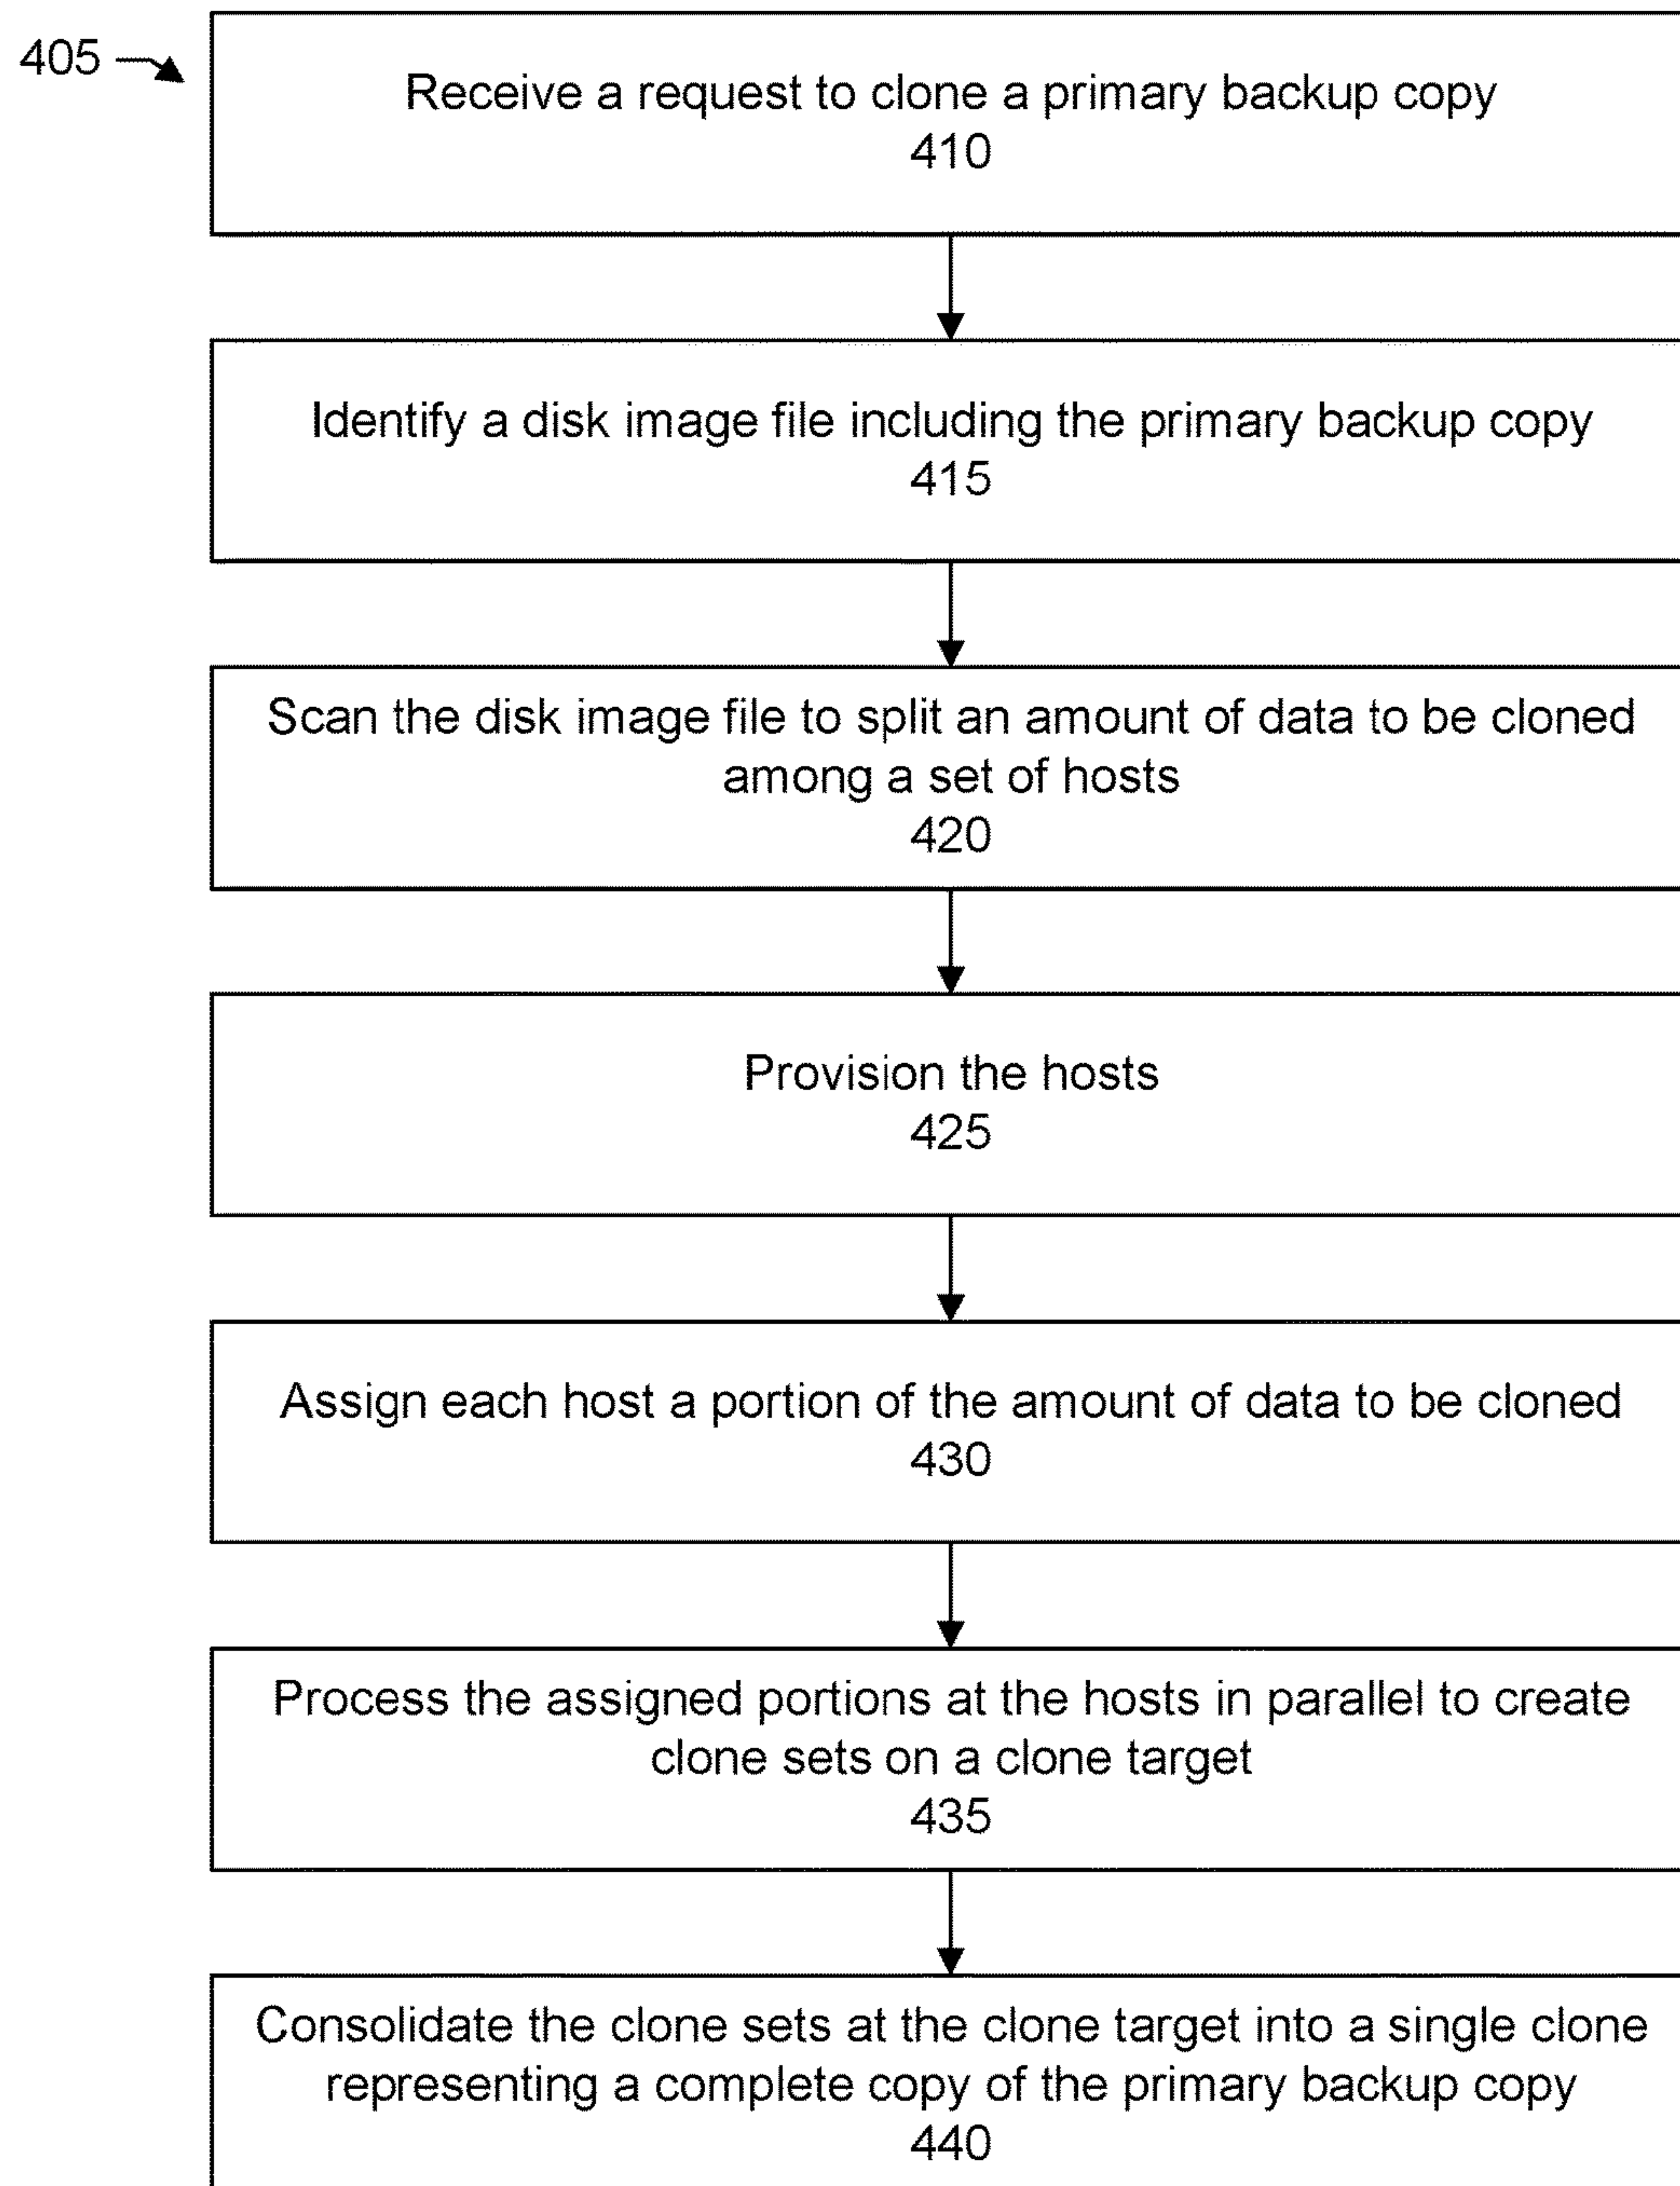 405
Receive a request to clone a primary backup copy
410
Identify a disk image file including the primary backup copy
415
Scan the disk image file to split an amount of data to be cloned
among a set of hosts
420
Provision the hosts
425
Assign each host a portion of the amount of data to be cloned
430
Process the assigned portions at the hosts in parallel to create
clone sets on a clone target
435
Consolidate the clone sets at the clone target into a single clone
representing a complete copy of the primary backup copy
440